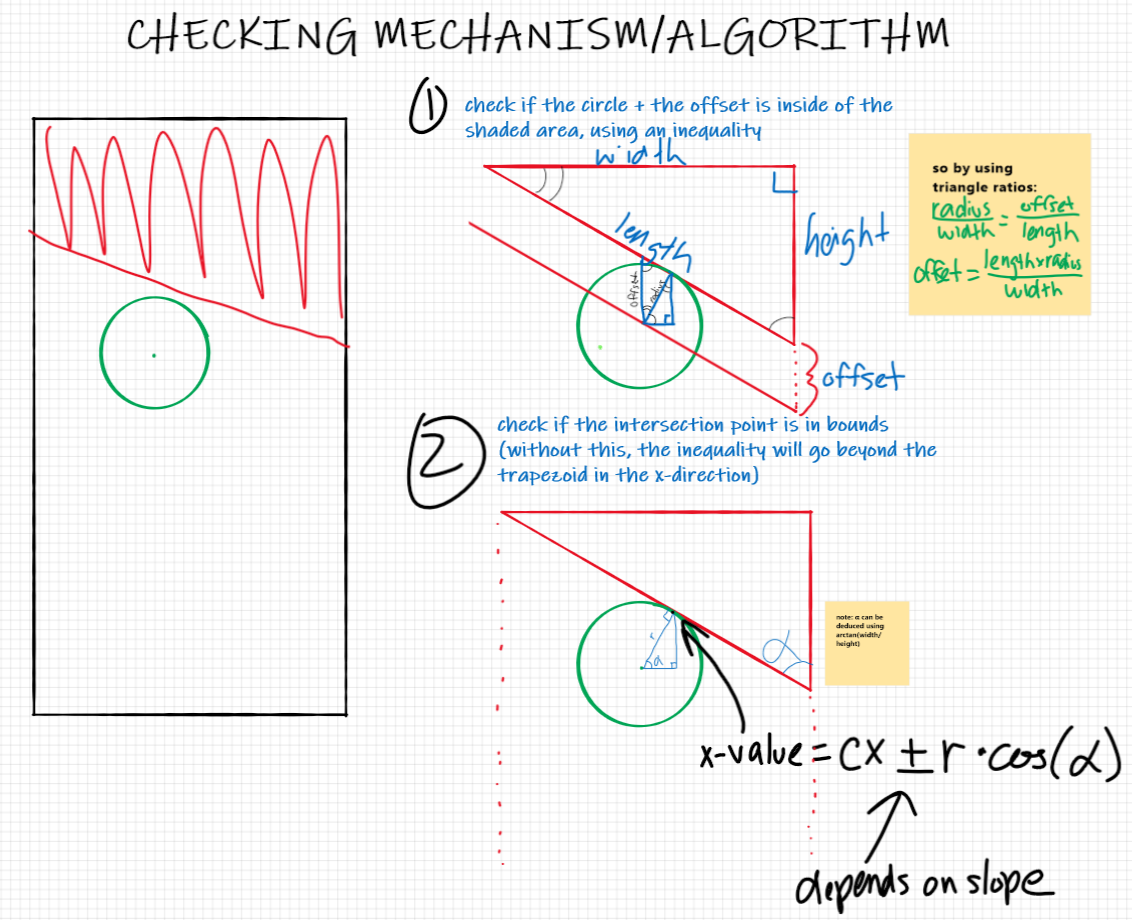 CHECKING MECHANISM/ALGORITHM
1
check if the circle + the offset is inside of the
shaded area, using an inequality
width
length
height
offset
radius
offset
so by using
triangle ratios:
radius/width = offset/length
offset = length×radius/width
2
check if the intersection point is in bounds
(without this, the inequality will go beyond the
trapezoid in the x-direction)
r
α
α
note: α can be
deduced using
arctan(width/
height)
x-value = cx ± r · cos(α)
depends on slope